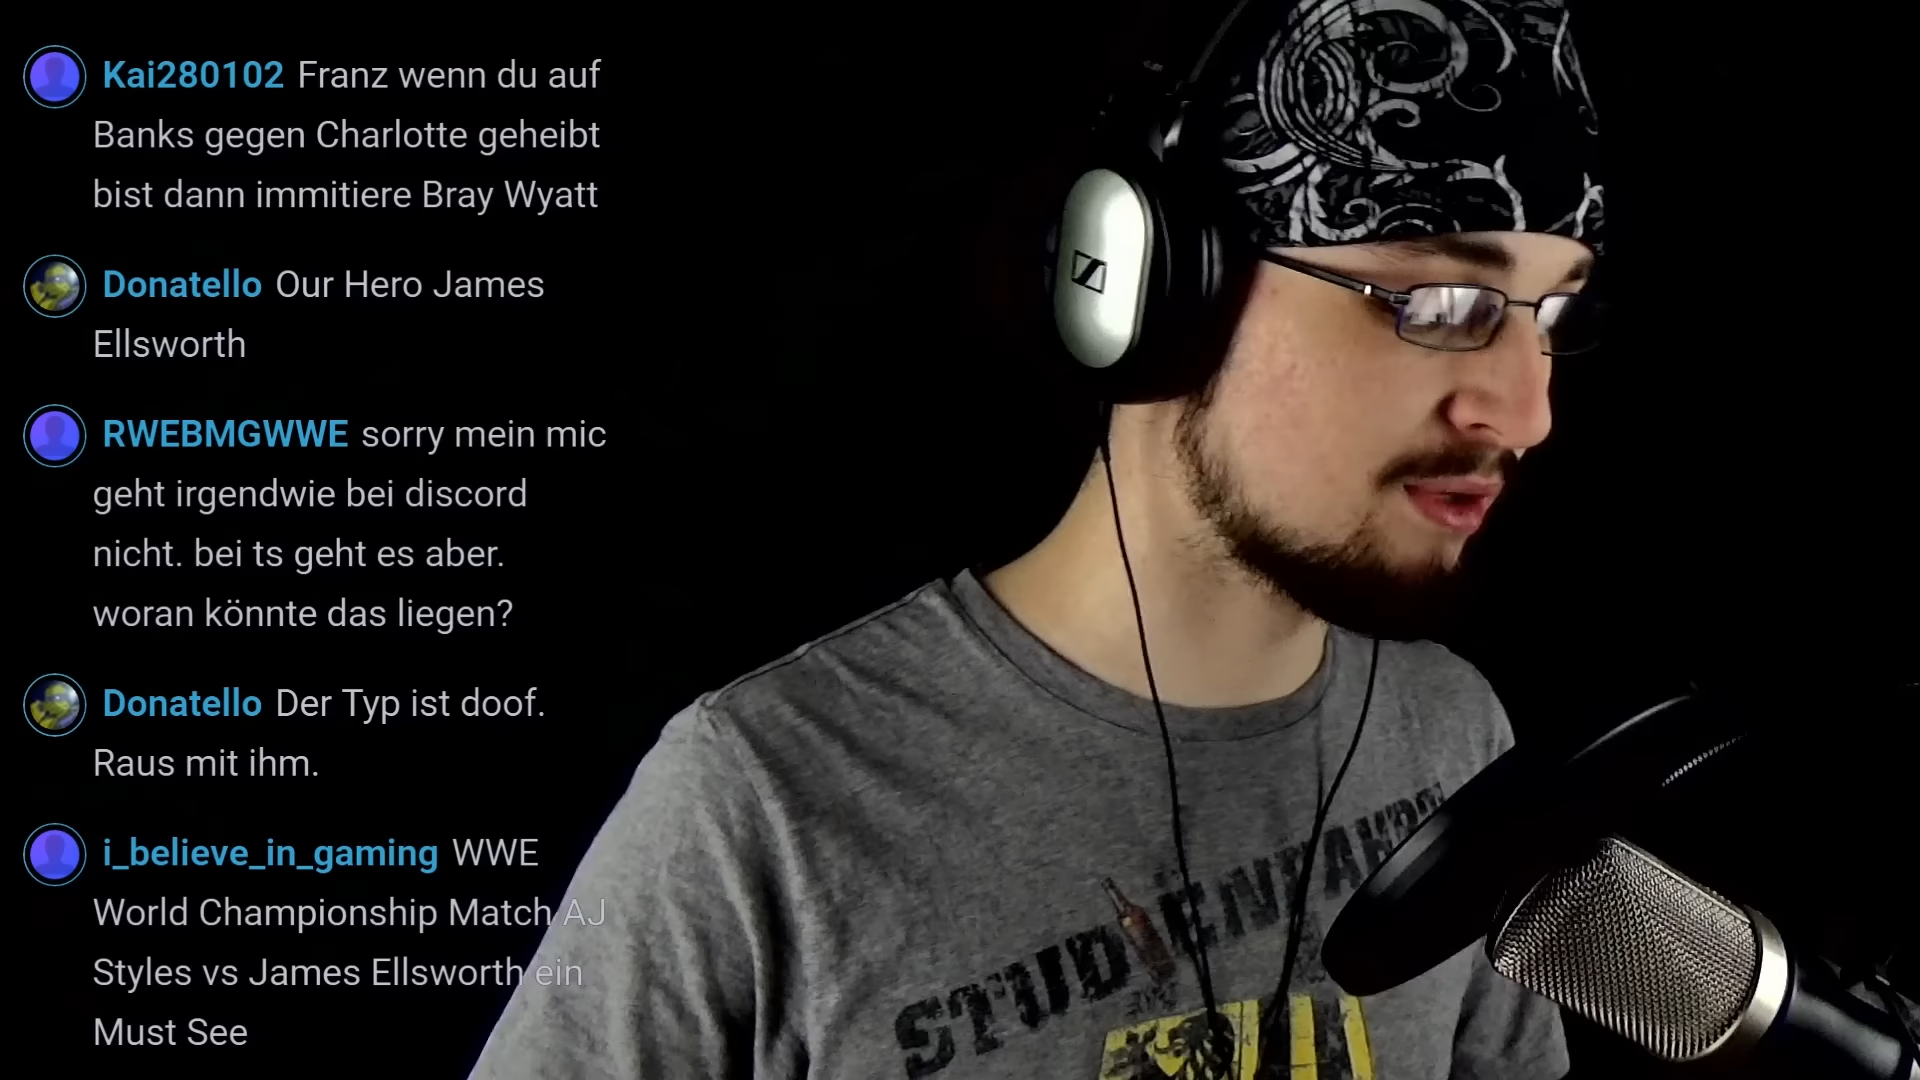 Kai280102 Franz wenn du auf
Banks gegen Charlotte geheibt
bist dann immitiere Bray Wyatt
Donatello Our Hero James
Ellsworth
RWEBMGWWE sorry mein mic
geht irgendwie bei discord
nicht. bei ts geht es aber.
woran könnte das liegen?
Donatello Der Typ ist doof.
Raus mit ihm.
i_believe_in_gaming WWE
World Championship Match AJ
Styles vs James Ellsworth ein
Must See